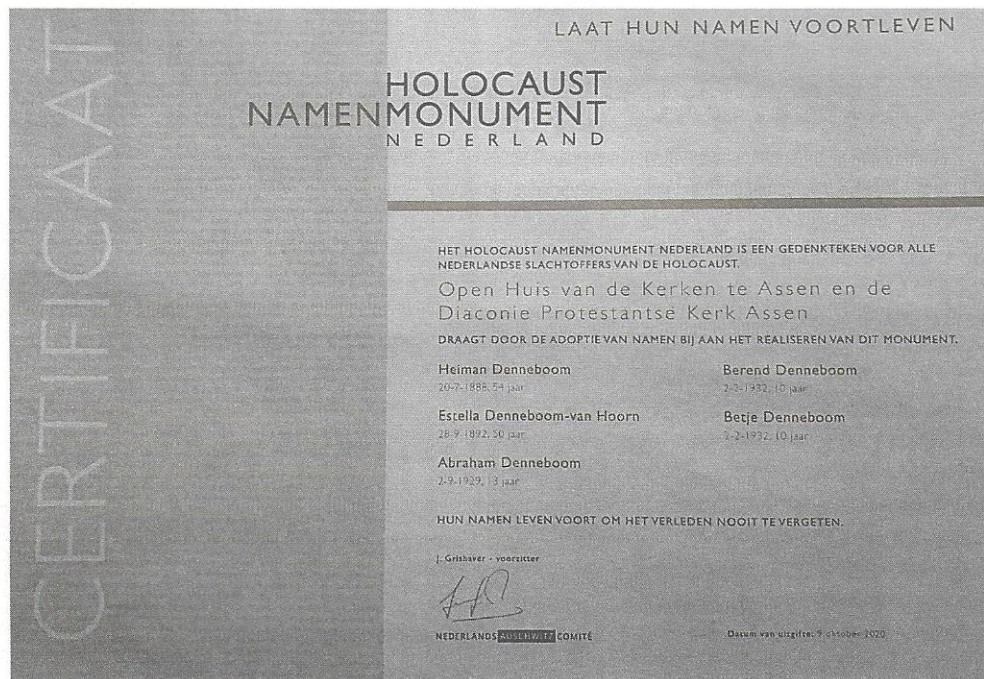 CERTIFICAAT
LAAT HUN NAMEN VOORTLEVEN
HOLOCAUST
NAMENMONUMENT
NEDERLAND
HET HOLOCAUST NAMENMONUMENT NEDERLAND IS EEN GEDENKTEKEN VOOR ALLE
NEDERLANDSE SLACHTOFFERS VAN DE HOLOCAUST.
Open Huis van de Kerken te Assen en de
Diaconie Protestantse Kerk Assen
DRAAGT DOOR DE ADOPTIE VAN NAMEN BIJ AAN HET REALISEREN VAN DIT MONUMENT.
Heiman Denneboom
20-7-1888, 54 jaar
Estella Denneboom-van Hoorn
28-9-1892, 50 jaar
Abraham Denneboom
2-9-1929, 13 jaar
Berend Denneboom
2-2-1932, 10 jaar
Betje Denneboom
2-2-1932, 10 jaar
HUN NAMEN LEVEN VOORT OM HET VERLEDEN NOOIT TE VERGETEN.
J. Grishaver - voorzitter
NEDERLANDS AUSCHWITZ COMITÉ
Datum van uitgifte: 9 oktober 2020